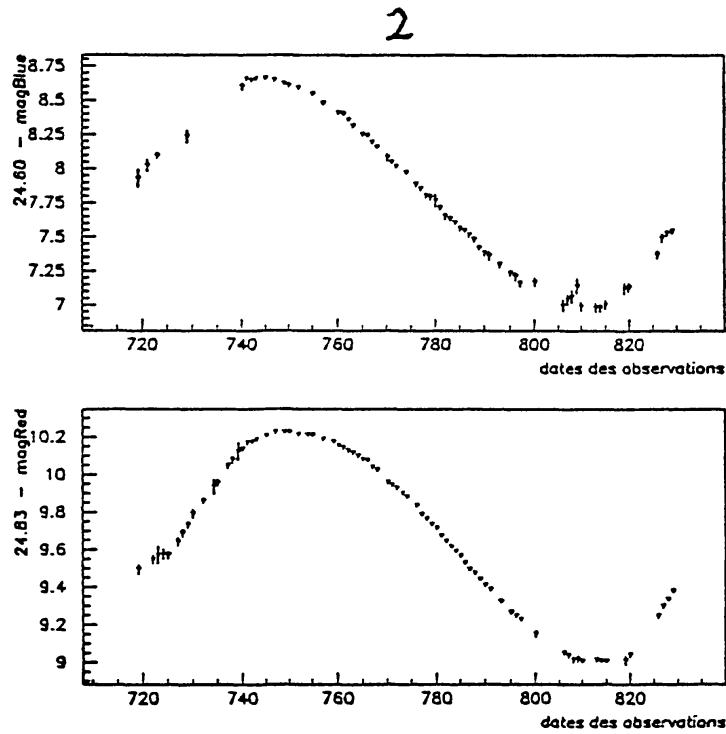 2
24.60 - magBlue
8.75
8.5
8.25
8
7.75
7.5
7.25
7
720 740 760 780 800 820
dates des observations
24.83 - magRed
10.2
10
9.8
9.6
9.4
9.2
9
720 740 760 780 800 820
dates des observations